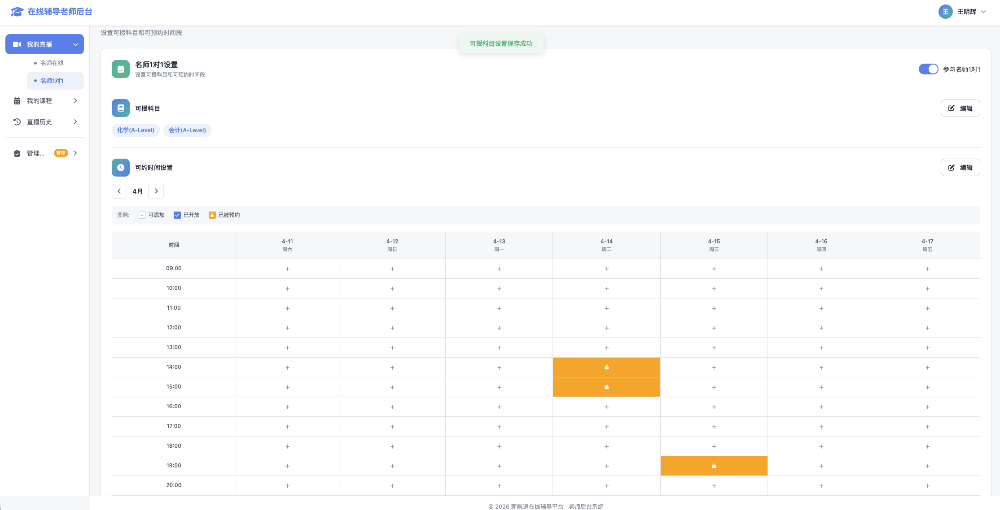 在线辅导老师后台
王 王明辉
我的直播
名师在线
名师1对1
我的课程
直播历史
管理... 管理
设置可授科目和可预约时间段
可授科目设置保存成功
名师1对1设置
设置可授科目和可预约时间段
参与名师1对1
可授科目
编辑
化学(A-Level) 会计(A-Level)
可约时间设置
编辑
4月
图例: + 可添加 已开放 已被预约
时间 4-11 4-12 4-13 4-14 4-15 4-16 4-17
周六 周日 周一 周二 周三 周四 周五
09:00 + + + + + + +
10:00 + + + + + + +
11:00 + + + + + + +
12:00 + + + + + + +
13:00 + + + + + + +
14:00 + + + + + +
15:00 + + + + + +
16:00 + + + + + + +
17:00 + + + + + + +
18:00 + + + + + + +
19:00 + + + + + +
20:00 + + + + + + +
© 2026 新航道在线辅导平台 · 老师后台系统